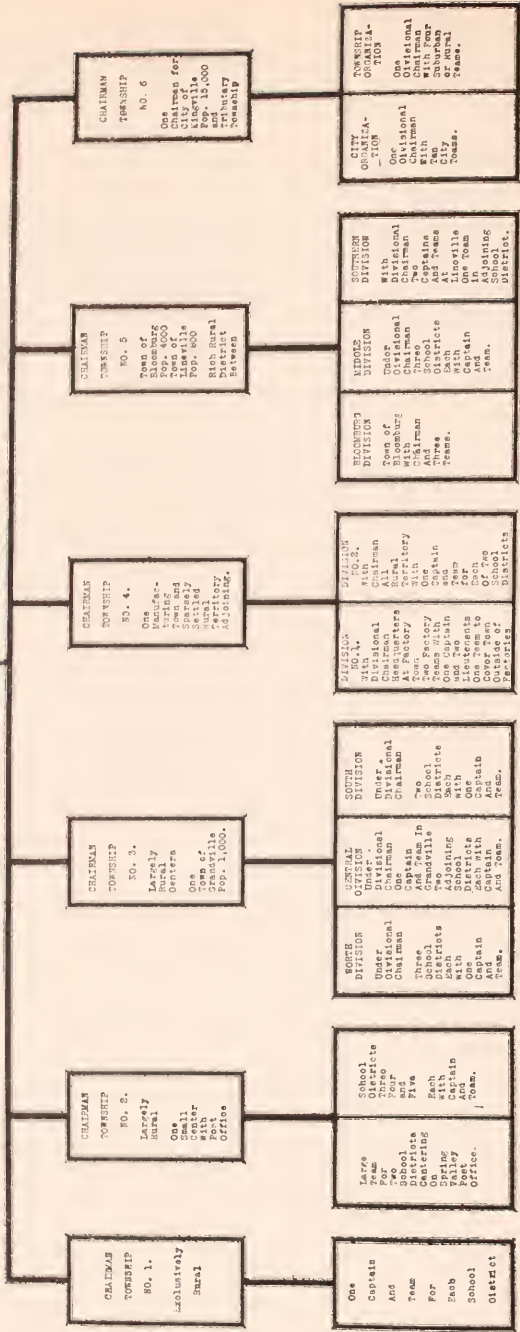 CHAIRMAN
TOWNSHIP
NO. 1.
Exclusively
Rural
One
Captain
And
Team
For
Each
School
District
CHAIRMAN
TOWNSHIP
NO. 2.
Largely
Rural
One
Small
Center
With
Post
Office
Large
Team
For
Two
School
Districts
Cantering
On
Spring
Valley
Post
Office.
School
Districts
Three
Four
and
Five
Each
With
Captain
And
Team.
CHAIRMAN
TOWNSHIP
NO. 3.
Largely
Rural
Centers
One
Town of
Grandville
Pop. 1,000.
NORTH
DIVISION
Under
Divisional
Chairman
Three
School
Districts
Each
With
One
Captain
And
Team.
CENTRAL
DIVISION
Under
Divisional
Chairman
One
Captain
And Team In
Grandville
Two
Adjoining
School
Districts
Each With
Captain
And Team.
SOUTH
DIVISION
Under
Divisional
Chairman
Two
School
Districts
Each
With
One
Captain
And
Team.
CHAIRMAN
TOWNSHIP
NO. 4.
One
Manufac-
turing
Town and
Sparsely
Settled
Rural
Territory
Adjoining.
DIVISION
NO. 1.
With
Divisional
Chairman
Headquarters
At Factory
Town
Two Factory
Teams With
One Captain
and Two
Lieutenents
One Team to
Cover Town
Outside of
Factories
DIVISION
NO. 2.
With
Chairman
All
Rural
Territory
With
One
Captain
and
Team
for
Each
Of Two
School
Districts
CHAIRMAN
TOWNSHIP
NO. 5
Town of
Bloomburg
Pop. 4000
Town of
Lineville
Pop. 800
Rich Rural
District
Between
BLOOMBURG
DIVISION
Town of
Bloomburg
With
Chairman
And
Three
Teams.
MIDDLE
DIVISION
Under
Divisional
Chairman
Three
School
Districts
Each
With
Captain
And
Team.
SOUTHERN
DIVISION
With
Divisional
Chairman
Two
Captains
And Teams
At
Linoville
One Team
in
Adjoining
School
District.
CHAIRMAN
TOWNSHIP
NO. 6
One
Chairman for
City of
Kingville
Pop. 15,000
and
Tributary
Township
CITY
ORGANIZA-
TION
One
Divisional
Chairman
With
Ten
City
Teams.
TOWNSHIP
ORGANIZA-
TION
One
Divisional
Chairman
With Four
Suburban
or Rural
Teams.